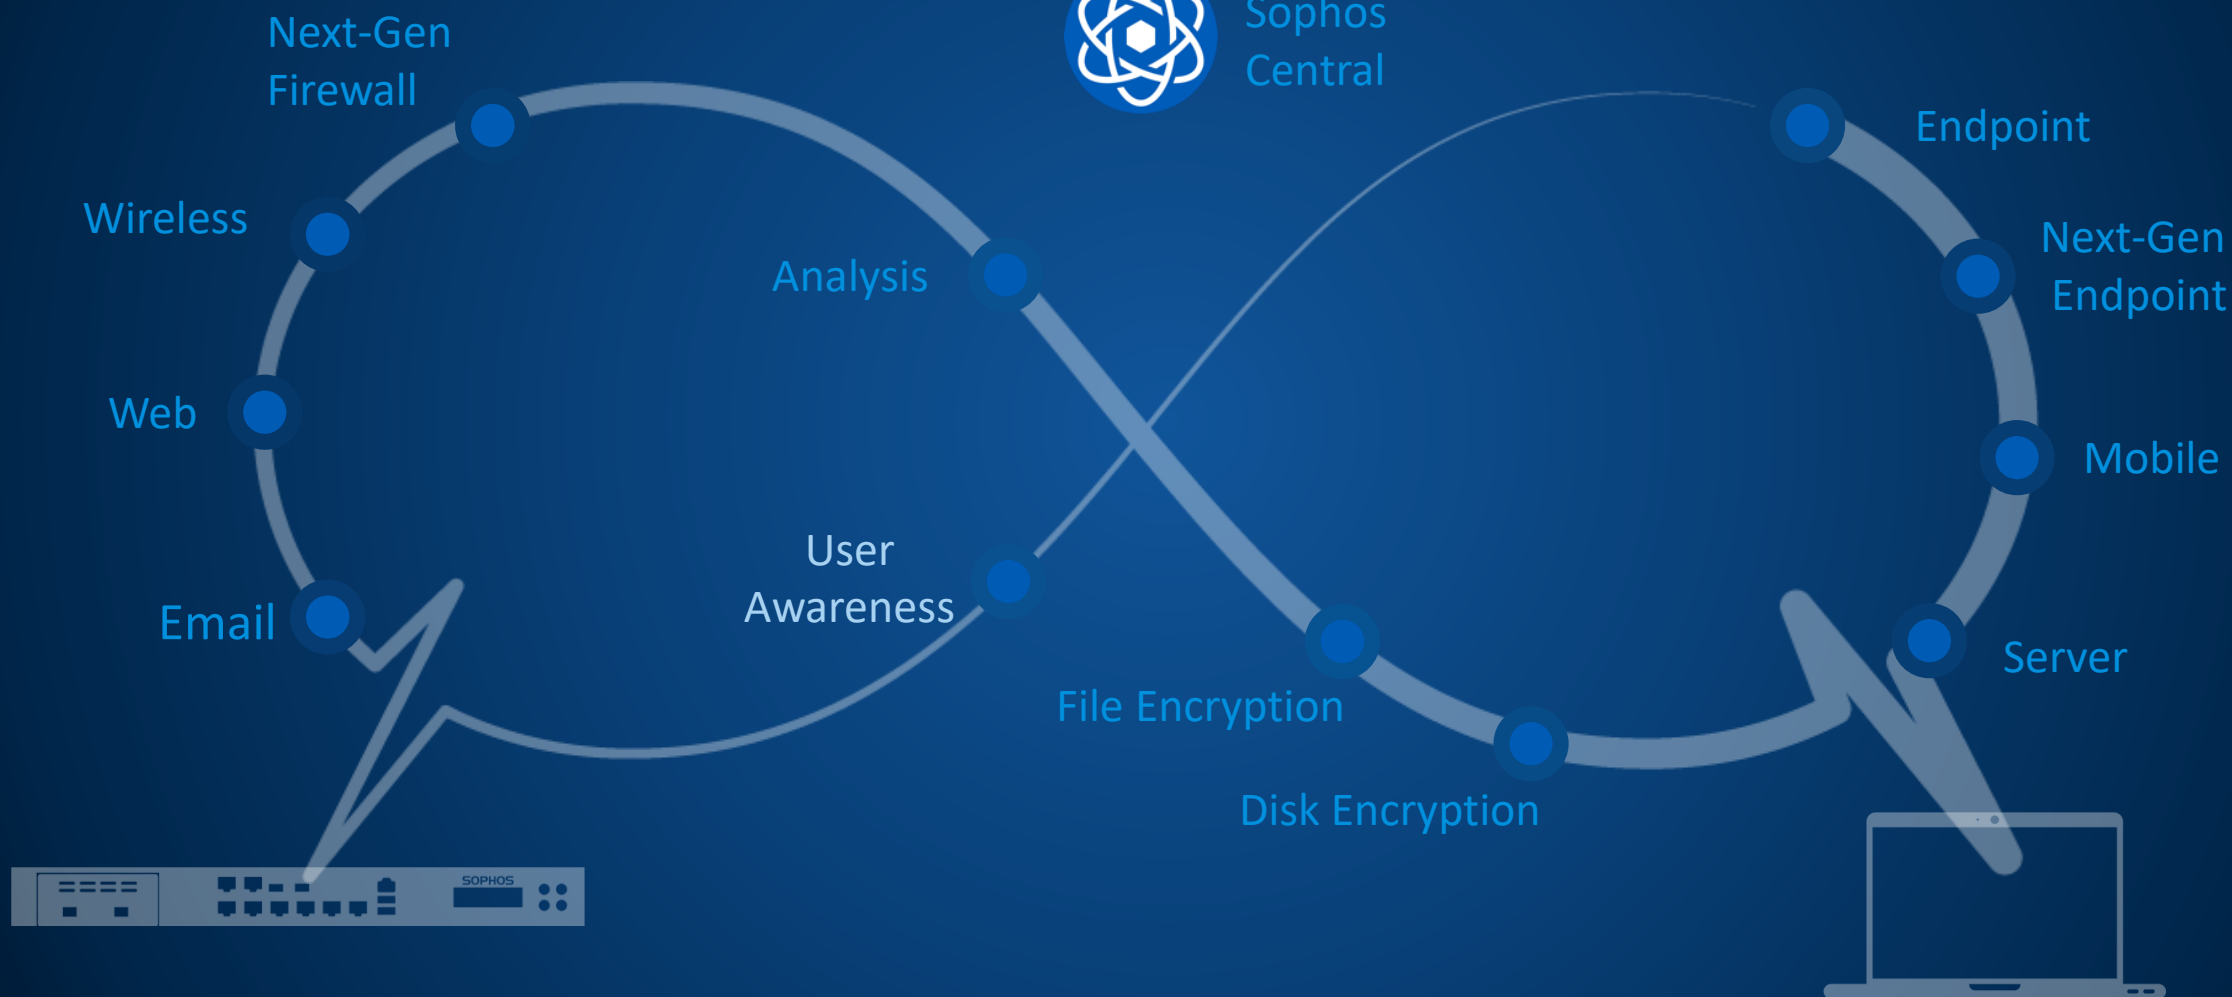 Next-Gen
Firewall
Sophos
Central
Endpoint
Wireless
Next-Gen
Endpoint
Analysis
Web
Mobile
User
Awareness
Email
Server
File Encryption
Disk Encryption
SOPHOS